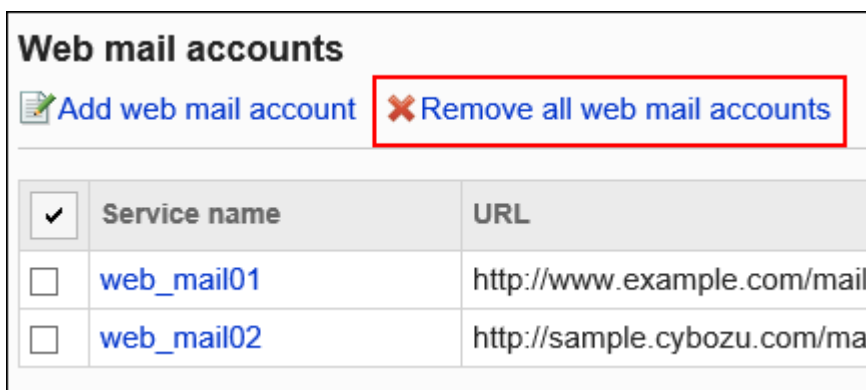 Web mail accounts
Add web mail account Remove all web mail accounts
Service name URL
web_mail01 http://www.example.com/mail
web_mail02 http://sample.cybozu.com/ma